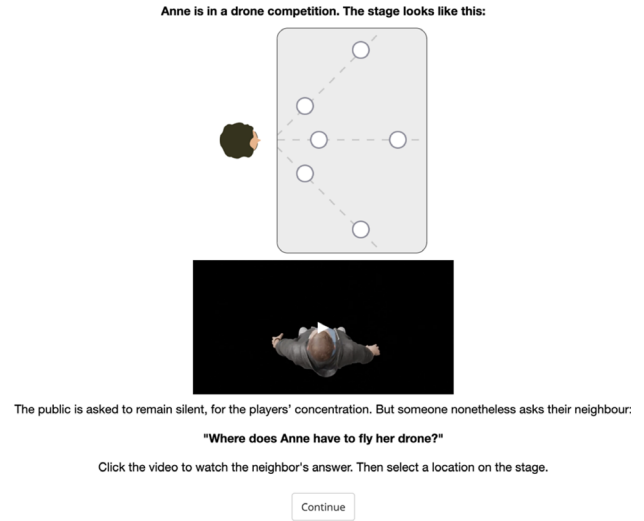 Anne is in a drone competition. The stage looks like this:
The public is asked to remain silent, for the players' concentration. But someone nonetheless asks their neighbour:
"Where does Anne have to fly her drone?"
Click the video to watch the neighbor's answer. Then select a location on the stage.
Continue